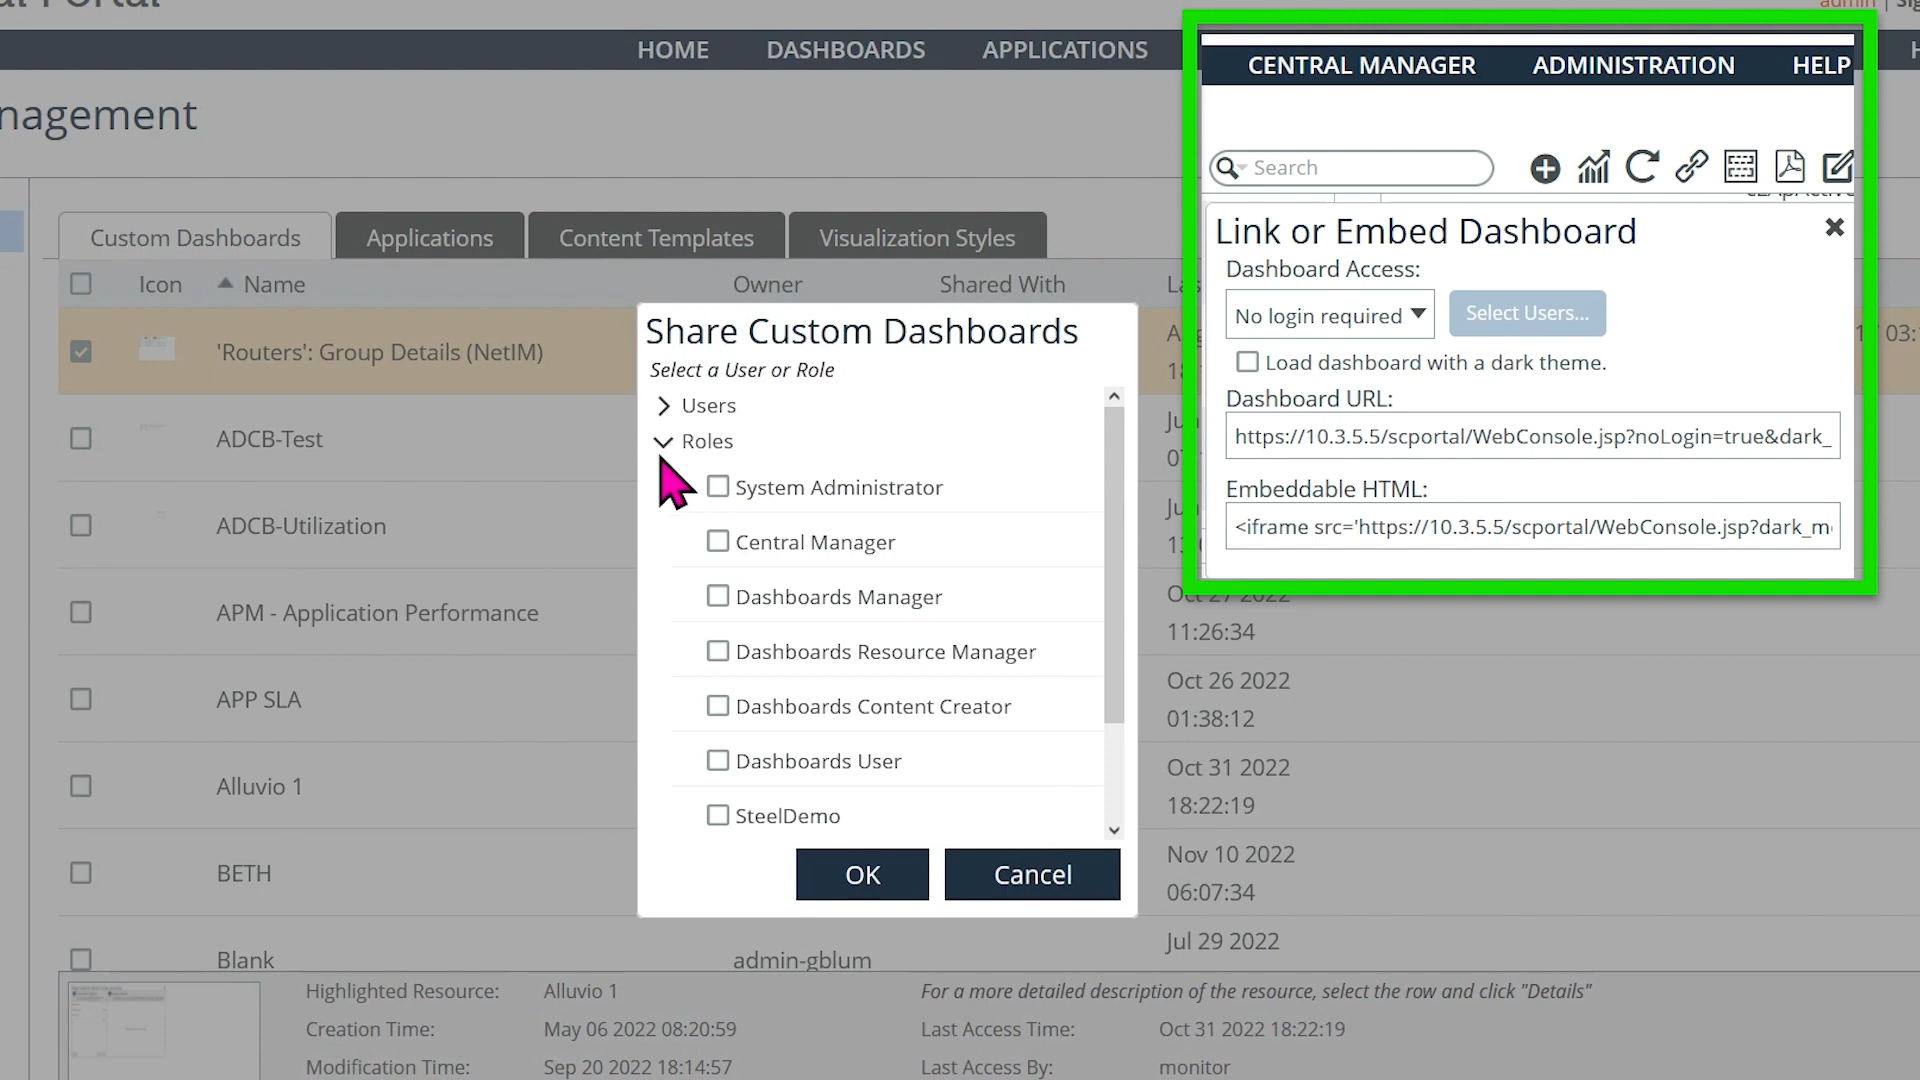 HOME DASHBOARDS APPLICATIONS
CENTRAL MANAGER ADMINISTRATION HELP
nagement
Search
Custom Dashboards Applications Content Templates Visualization Styles
Link or Embed Dashboard
Dashboard Access:
No login required Select Users...
Load dashboard with a dark theme.
Dashboard URL:
https://10.3.5.5/scportal/WebConsole.jsp?noLogin=true&dark_
Embeddable HTML:
<iframe src='https://10.3.5.5/scportal/WebConsole.jsp?dark_m
Icon Name Owner Shared With
'Routers': Group Details (NetIM)
ADCB-Test
ADCB-Utilization
APM - Application Performance
APP SLA
Alluvio 1
BETH
Blank admin-gblum
Share Custom Dashboards
Select a User or Role
Users
Roles
System Administrator
Central Manager
Dashboards Manager
Dashboards Resource Manager
Dashboards Content Creator
Dashboards User
SteelDemo
OK Cancel
Oct 27 2022
11:26:34
Oct 26 2022
01:38:12
Oct 31 2022
18:22:19
Nov 10 2022
06:07:34
Jul 29 2022
Highlighted Resource: Alluvio 1 For a more detailed description of the resource, select the row and click "Details"
Creation Time: May 06 2022 08:20:59 Last Access Time: Oct 31 2022 18:22:19
Modification Time: Sep 20 2022 18:14:57 Last Access By: monitor